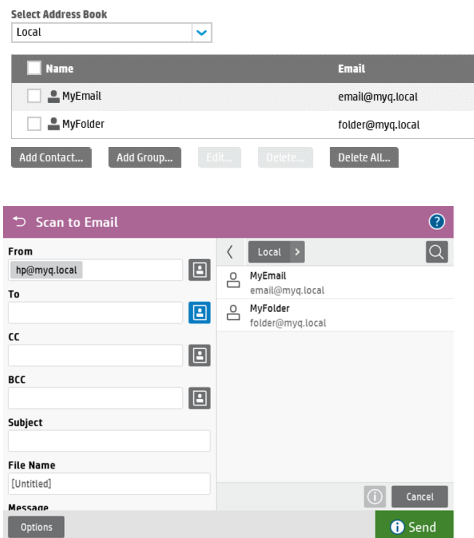 Select Address Book
Local
Name Email
MyEmail email@myq.local
MyFolder folder@myq.local
Add Contact... Add Group... Edit... Delete... Delete All...
Scan to Email ?
From
hp@myq.local
To
CC
BCC
Subject
File Name
[Untitled]
Message
Options
Local
MyEmail
email@myq.local
MyFolder
folder@myq.local
Cancel
Send